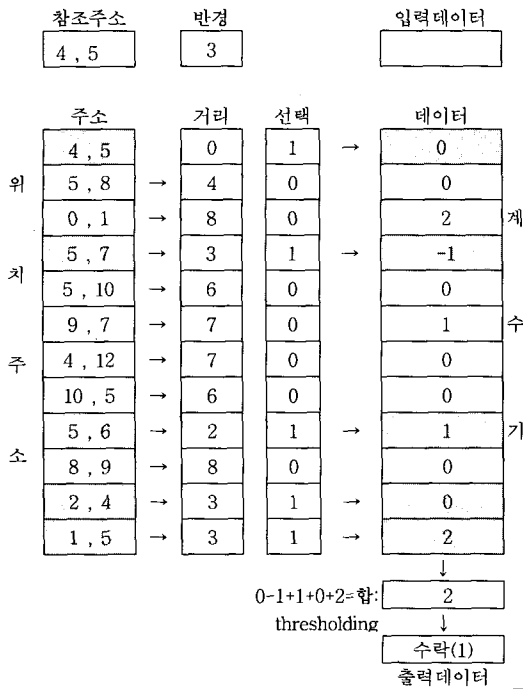 참조주소 반경 입력데이터
4 , 5 3
주소 거리 선택 데이터
4 , 5 0 1 → 0
위 5 , 8 → 4 0 0
0 , 1 → 8 0 2 계
5 , 7 → 3 1 → -1
치 5 , 10 → 6 0 0
9 , 7 → 7 0 1 수
주 4 , 12 → 7 0 0
10 , 5 → 6 0 0
5 , 6 → 2 1 → 1 기
소 8 , 9 → 8 0 0
2 , 4 → 3 1 → 0
1 , 5 → 3 1 → 2
↓
0-1+1+0+2=합: 2
thresholding ↓
수락(1)
출력데이터